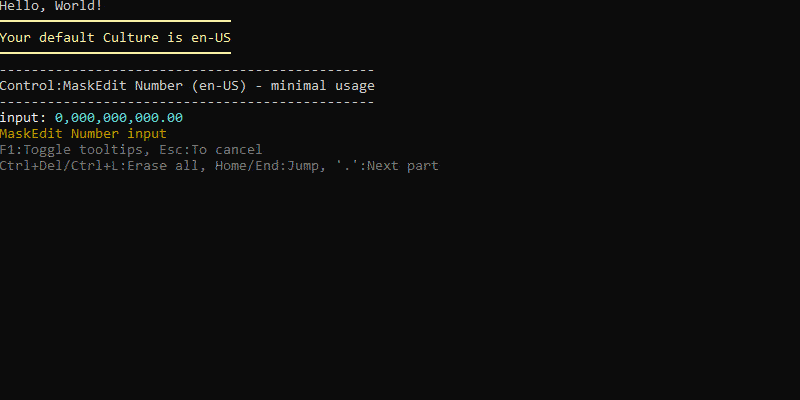 Hello, World!
Your default Culture is en-US
-----------------------------------------------
Control:MaskEdit Number (en-US) - minimal usage
-----------------------------------------------
input: 0,000,000,000.00
MaskEdit Number input
F1:Toggle tooltips, Esc:To cancel
Ctrl+Del/Ctrl+L:Erase all, Home/End:Jump, '.':Next part